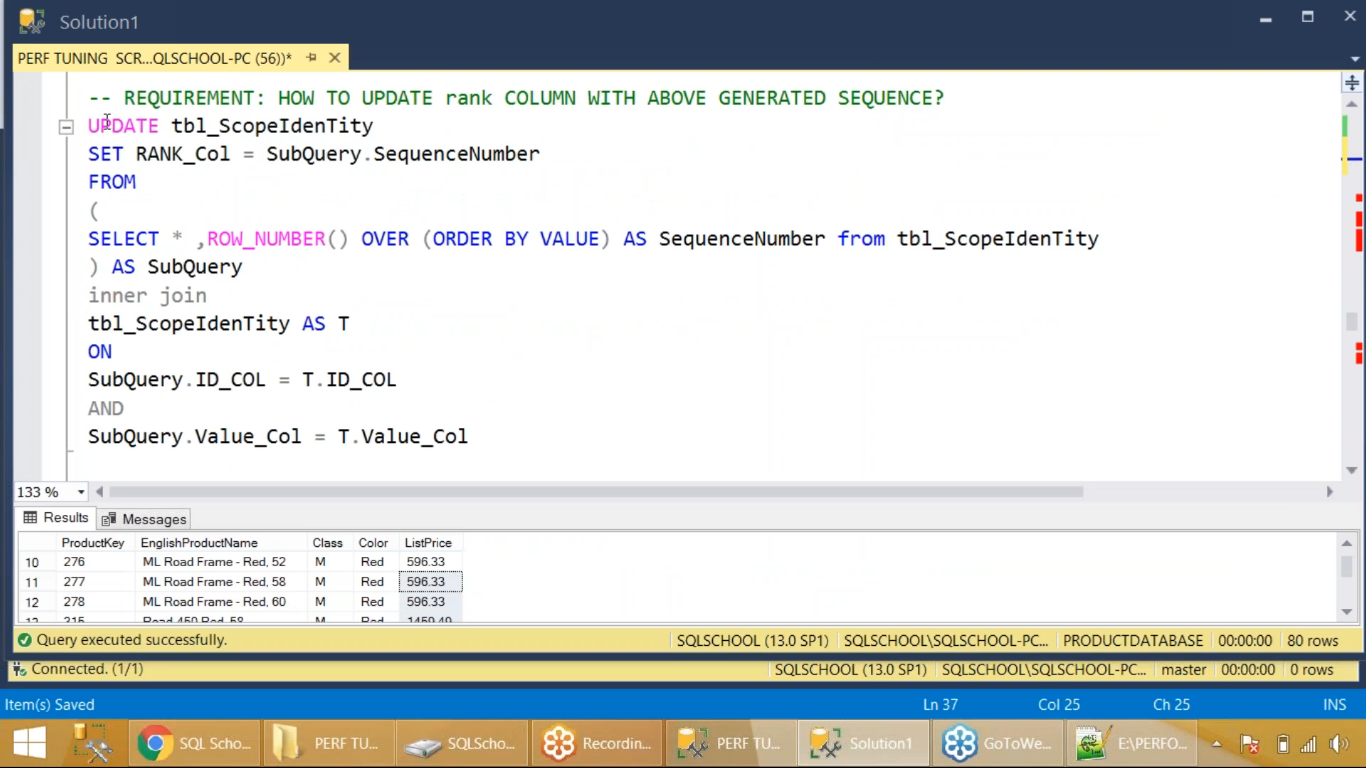 Solution1
PERF TUNING SCR...QLSCHOOL-PC (56))*
-- REQUIREMENT: HOW TO UPDATE rank COLUMN WITH ABOVE GENERATED SEQUENCE?
UPDATE tbl_ScopeIdenTity
SET RANK_Col = SubQuery.SequenceNumber
FROM
(
SELECT * ,ROW_NUMBER() OVER (ORDER BY VALUE) AS SequenceNumber from tbl_ScopeIdenTity
) AS SubQuery
inner join
tbl_ScopeIdenTity AS T
ON
SubQuery.ID_COL = T.ID_COL
AND
SubQuery.Value_Col = T.Value_Col
133 %
Results Messages
ProductKey EnglishProductName Class Color ListPrice
10 276 ML Road Frame - Red, 52 M Red 596.33
11 277 ML Road Frame - Red, 58 M Red 596.33
12 278 ML Road Frame - Red, 60 M Red 596.33
Query executed successfully. SQLSCHOOL (13.0 SP1) SQLSCHOOL\SQLSCHOOL-PC... PRODUCTDATABASE 00:00:00 80 rows
Connected. (1/1) SQLSCHOOL (13.0 SP1) SQLSCHOOL\SQLSCHOOL-PC... master 00:00:00 0 rows
Item(s) Saved Ln 37 Col 25 Ch 25 INS
SQL Scho... PERF TU... SQLScho... Recordin... PERF TU... Solution1 GoToWe... E:\PERFO...